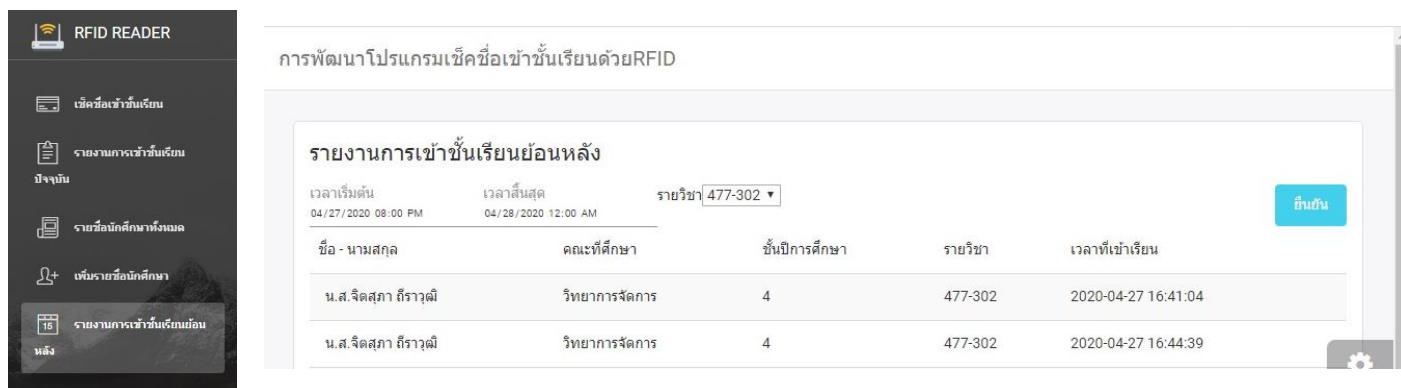 RFID READER
เช็คชื่อเข้าชั้นเรียน
รายงานการเข้าชั้นเรียน
ปัจจุบัน
รายชื่อนักศึกษาทั้งหมด
เพิ่มรายชื่อนักศึกษา
15
รายงานการเข้าชั้นเรียนย้อน
หลัง
การพัฒนาโปรแกรมเช็คชื่อเข้าชั้นเรียนด้วยRFID
รายงานการเข้าชั้นเรียนย้อนหลัง
เวลาเริ่มต้น เวลาสิ้นสุด รายวิชา 477-302
04/27/2020 08:00 PM 04/28/2020 12:00 AM ยืนยัน
ชื่อ - นามสกุล คณะที่ศึกษา ชั้นปีการศึกษา รายวิชา เวลาที่เข้าเรียน
น.ส.จิตสุภา ถีราวุฒิ วิทยาการจัดการ 4 477-302 2020-04-27 16:41:04
น.ส.จิตสุภา ถีราวุฒิ วิทยาการจัดการ 4 477-302 2020-04-27 16:44:39